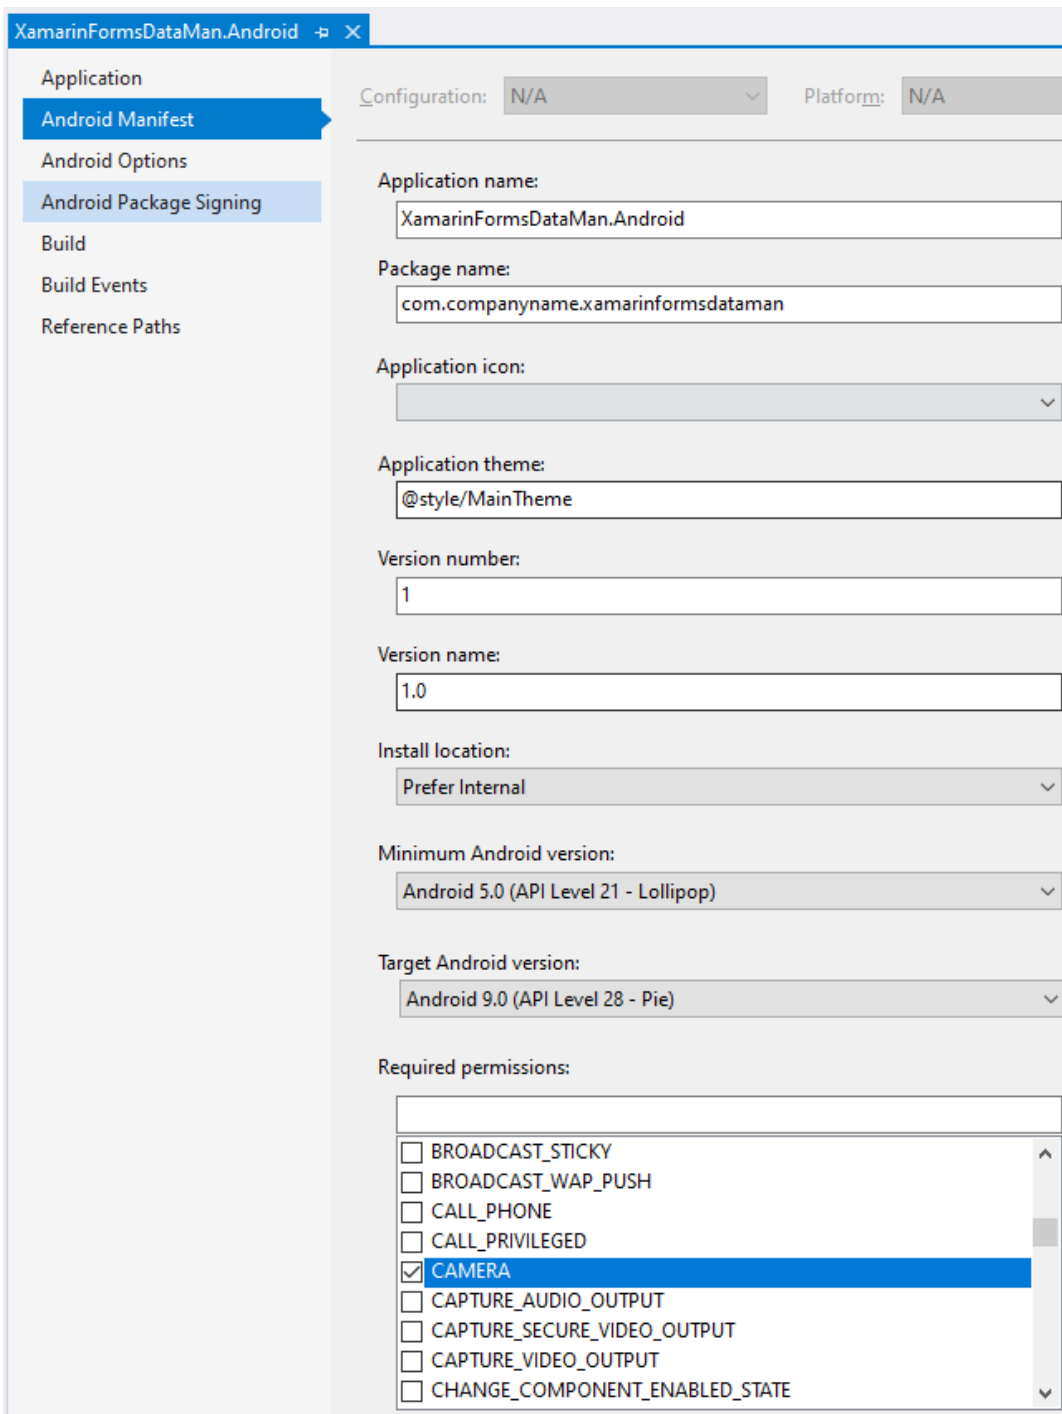 XamarinFormsDataMan.Android
Application
Android Manifest
Android Options
Android Package Signing
Build
Build Events
Reference Paths
Configuration: N/A Platform: N/A
Application name:
XamarinFormsDataMan.Android
Package name:
com.companyname.xamarinformsdataman
Application icon:
Application theme:
@style/MainTheme
Version number:
1
Version name:
1.0
Install location:
Prefer Internal
Minimum Android version:
Android 5.0 (API Level 21 - Lollipop)
Target Android version:
Android 9.0 (API Level 28 - Pie)
Required permissions:
BROADCAST_STICKY
BROADCAST_WAP_PUSH
CALL_PHONE
CALL_PRIVILEGED
CAMERA
CAPTURE_AUDIO_OUTPUT
CAPTURE_SECURE_VIDEO_OUTPUT
CAPTURE_VIDEO_OUTPUT
CHANGE_COMPONENT_ENABLED_STATE